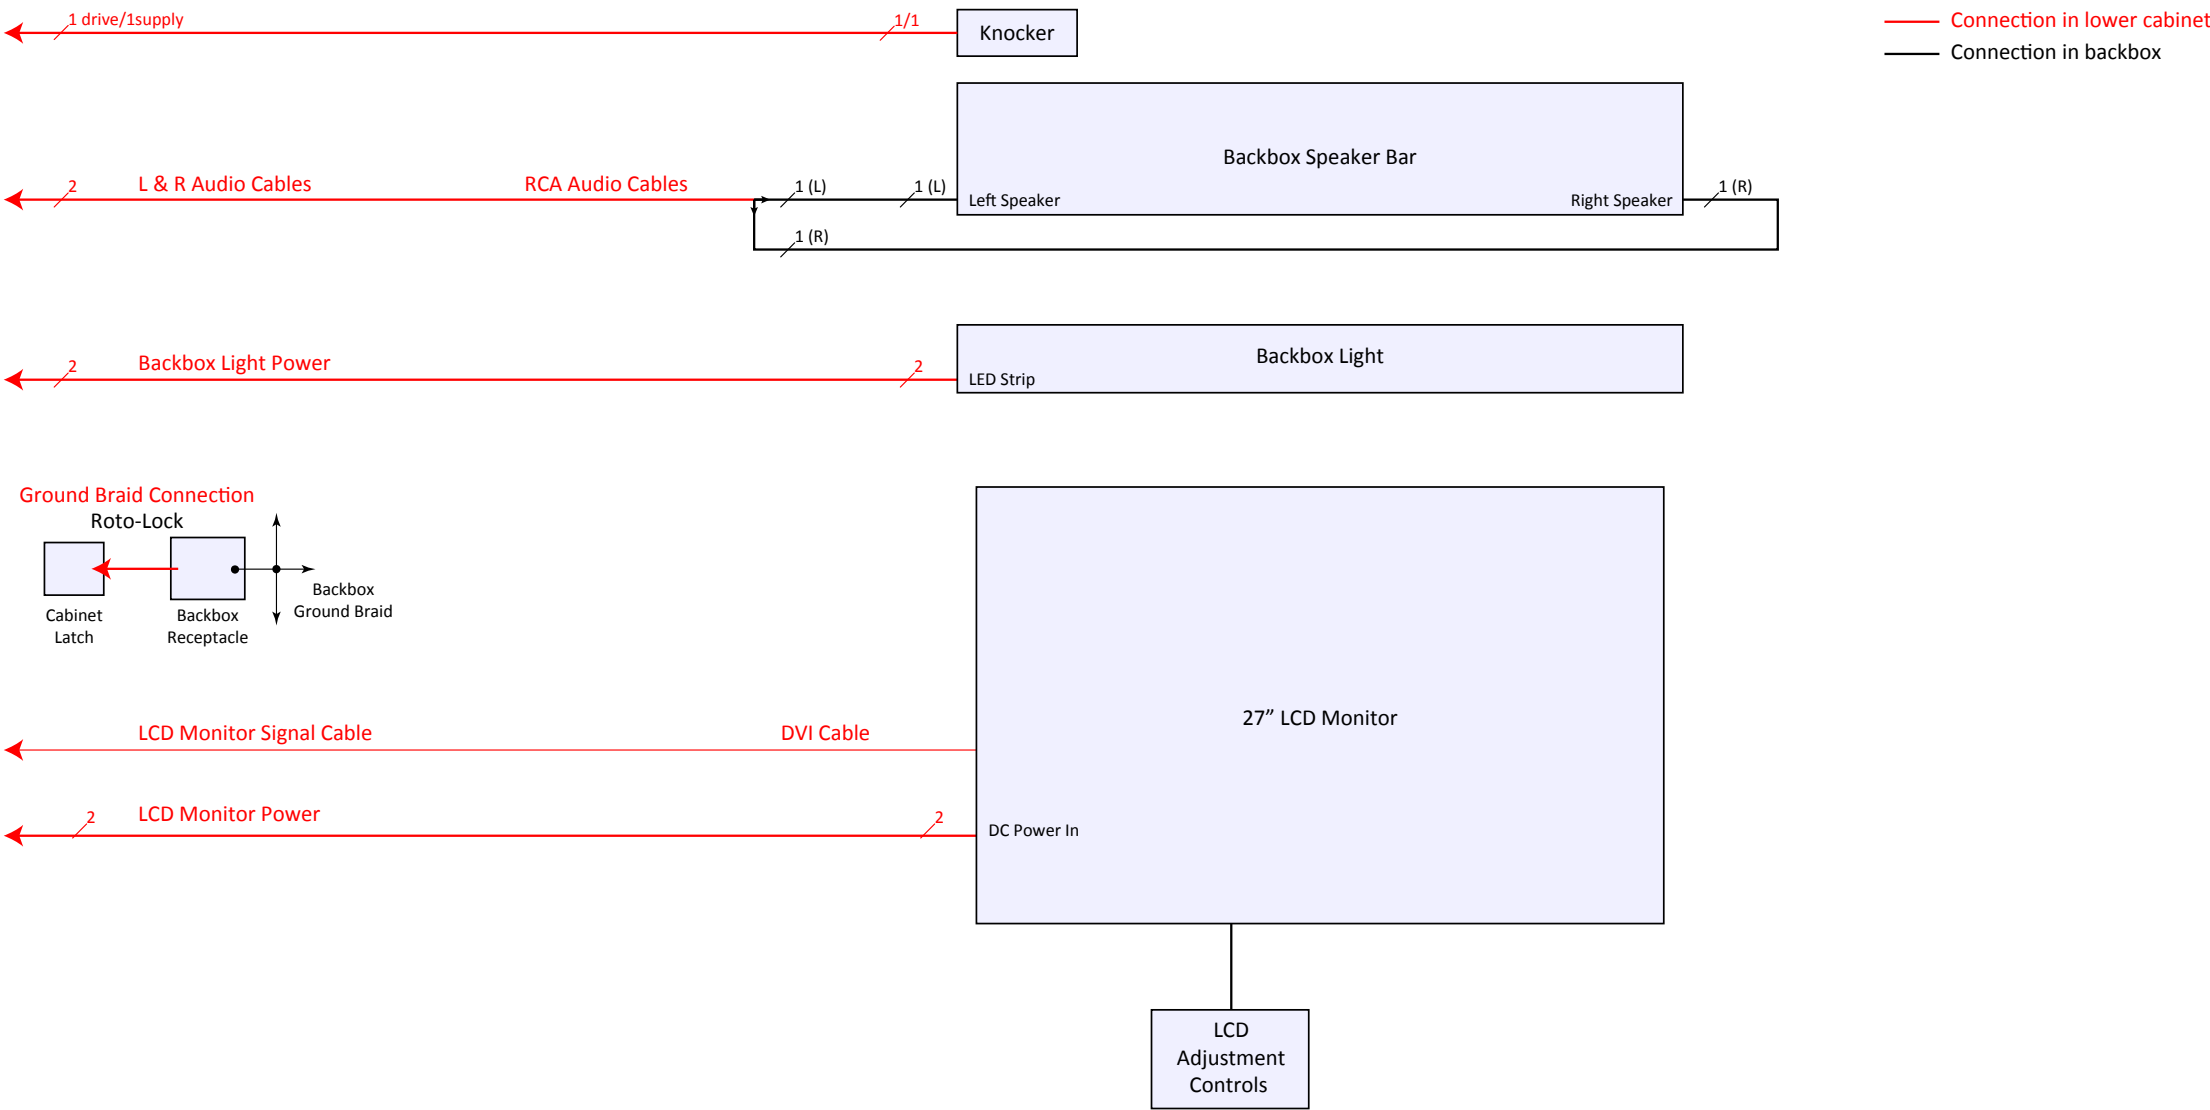 1 drive/1supply
1/1
Knocker
Connection in lower cabinet
Connection in backbox
Backbox Speaker Bar
2
L & R Audio Cables
RCA Audio Cables
1 (L)
1 (L)
Left Speaker
Right Speaker
1 (R)
1 (R)
2
Backbox Light Power
2
Backbox Light
LED Strip
Ground Braid Connection
Roto-Lock
Backbox
Ground Braid
Cabinet
Latch
Backbox
Receptacle
27” LCD Monitor
LCD Monitor Signal Cable
DVI Cable
2
LCD Monitor Power
2
DC Power In
LCD
Adjustment
Controls